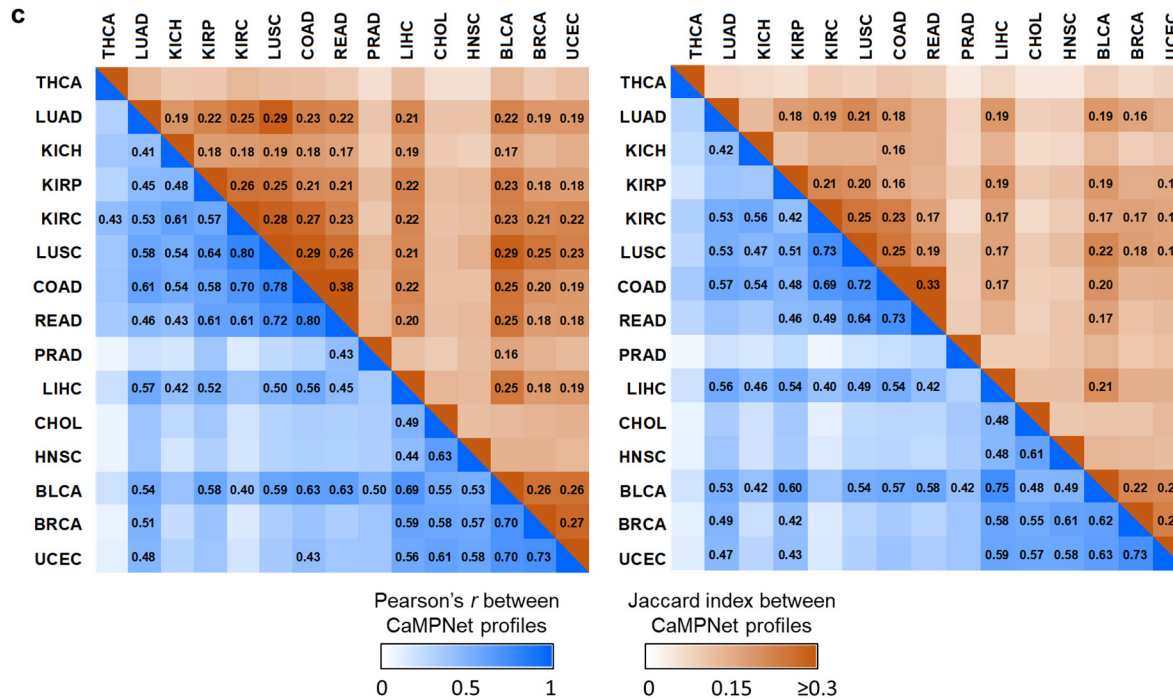 c
THCA LUAD KICH KIRP KIRC LUSC COAD READ PRAD LIHC CHOL HNSC BLCA BRCA UCEC
THCA
LUAD 0.19 0.22 0.25 0.29 0.23 0.22 0.21 0.22 0.19 0.19
KICH 0.41 0.18 0.18 0.19 0.18 0.17 0.19 0.17
KIRP 0.45 0.48 0.26 0.25 0.21 0.21 0.22 0.23 0.18 0.18
KIRC 0.43 0.53 0.61 0.57 0.28 0.27 0.23 0.22 0.23 0.21 0.22
LUSC 0.58 0.54 0.64 0.80 0.29 0.26 0.21 0.29 0.25 0.23
COAD 0.61 0.54 0.58 0.70 0.78 0.38 0.22 0.25 0.20 0.19
READ 0.46 0.43 0.61 0.61 0.72 0.80 0.20 0.25 0.18 0.18
PRAD 0.43 0.16
LIHC 0.57 0.42 0.52 0.50 0.56 0.45 0.25 0.18 0.19
CHOL 0.49
HNSC 0.44 0.63
BLCA 0.54 0.58 0.40 0.59 0.63 0.63 0.50 0.69 0.55 0.53 0.26 0.26
BRCA 0.51 0.59 0.58 0.57 0.70 0.27
UCEC 0.48 0.43 0.56 0.61 0.58 0.70 0.73
THCA LUAD KICH KIRP KIRC LUSC COAD READ PRAD LIHC CHOL HNSC BLCA BRCA UCEC
THCA
LUAD 0.18 0.19 0.21 0.18 0.19 0.19 0.16
KICH 0.42 0.16
KIRP 0.21 0.20 0.16 0.19 0.19
KIRC 0.53 0.56 0.42 0.25 0.23 0.17 0.17 0.17 0.17
LUSC 0.53 0.47 0.51 0.73 0.25 0.19 0.17 0.22 0.18
COAD 0.57 0.54 0.48 0.69 0.72 0.33 0.17 0.20
READ 0.46 0.49 0.64 0.73 0.17
PRAD
LIHC 0.56 0.46 0.54 0.40 0.49 0.54 0.42 0.21
CHOL 0.48
HNSC 0.48 0.61
BLCA 0.53 0.42 0.60 0.54 0.57 0.58 0.42 0.75 0.48 0.49 0.22
BRCA 0.49 0.42 0.58 0.55 0.61 0.62
UCEC 0.47 0.43 0.59 0.57 0.58 0.63 0.73
Pearson's r between
CaMPNet profiles
0 0.5 1
Jaccard index between
CaMPNet profiles
0 0.15 ≥0.3